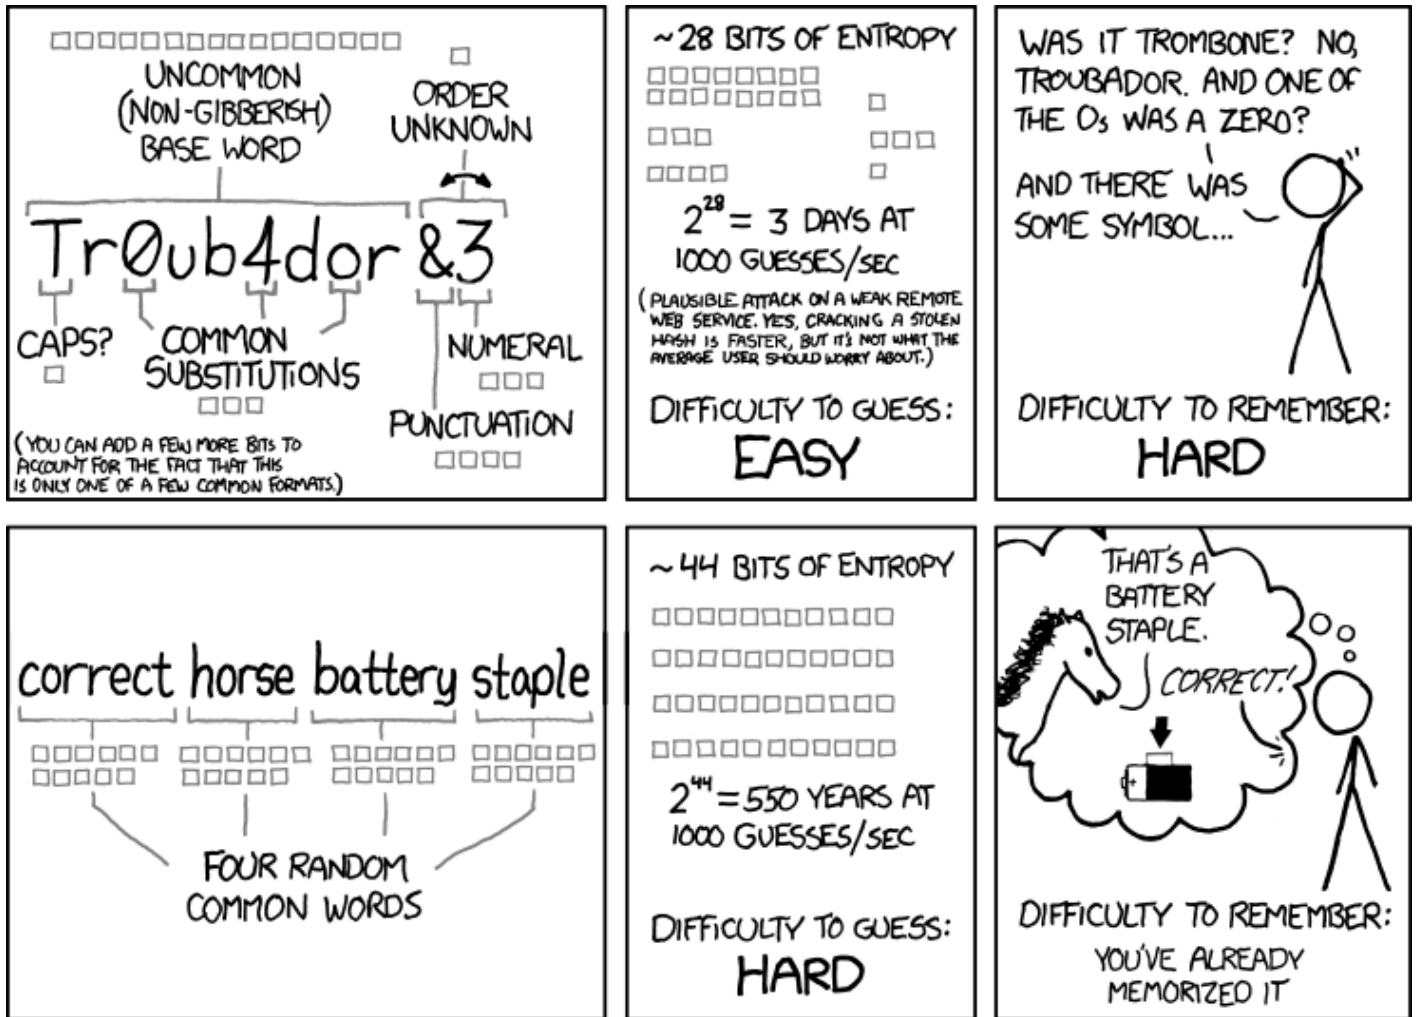 UNCOMMON
(NON-GIBBERISH)
BASE WORD
ORDER
UNKNOWN
Tr0ub4dor &3
CAPS?
COMMON
SUBSTITUTIONS
NUMERAL
PUNCTUATION
(YOU CAN ADD A FEW MORE BITS TO
ACCOUNT FOR THE FACT THAT THIS
IS ONLY ONE OF A FEW COMMON FORMATS.)
~28 BITS OF ENTROPY
2^28 = 3 DAYS AT
1000 GUESSES/SEC
(PLAUSIBLE ATTACK ON A WEAK REMOTE
WEB SERVICE. YES, CRACKING A STOLEN
HASH IS FASTER, BUT IT'S NOT WHAT THE
AVERAGE USER SHOULD WORRY ABOUT.)
DIFFICULTY TO GUESS:
EASY
WAS IT TROMBONE? NO,
TROUBADOR. AND ONE OF
THE Os WAS A ZERO?
AND THERE WAS
SOME SYMBOL...
DIFFICULTY TO REMEMBER:
HARD
correct horse battery staple
FOUR RANDOM
COMMON WORDS
~44 BITS OF ENTROPY
2^44 = 550 YEARS AT
1000 GUESSES/SEC
DIFFICULTY TO GUESS:
HARD
THAT'S A
BATTERY
STAPLE.
CORRECT!
+
DIFFICULTY TO REMEMBER:
YOU'VE ALREADY
MEMORIZED IT